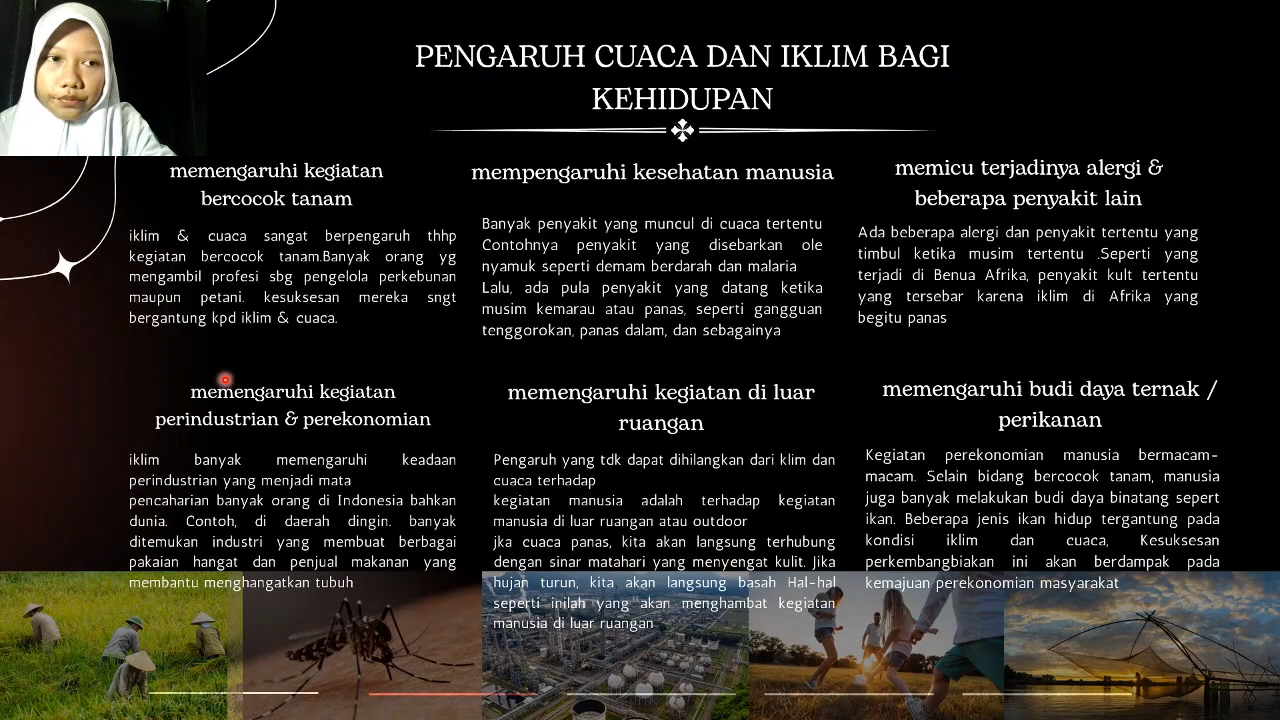 PENGARUH CUACA DAN IKLIM BAGI
KEHIDUPAN
memengaruhi kegiatan
bercocok tanam
iklim & cuaca sangat berpengaruh thhp
kegiatan bercocok tanam.Banyak orang yg
mengambil profesi sbg pengelola perkebunan
maupun petani. kesuksesan mereka sngt
bergantung kpd iklim & cuaca.
mempengaruhi kesehatan manusia
Banyak penyakit yang muncul di cuaca tertentu
Contohnya penyakit yang disebarkan ole
nyamuk seperti demam berdarah dan malaria
Lalu, ada pula penyakit yang datang ketika
musim kemarau atau panas, seperti gangguan
tenggorokan, panas dalam, dan sebagainya
memicu terjadinya alergi &
beberapa penyakit lain
Ada beberapa alergi dan penyakit tertentu yang
timbul ketika musim tertentu .Seperti yang
terjadi di Benua Afrika, penyakit kult tertentu
yang tersebar karena iklim di Afrika yang
begitu panas
memengaruhi kegiatan
perindustrian & perekonomian
iklim banyak memengaruhi keadaan
perindustrian yang menjadi mata
pencaharian banyak orang di Indonesia bahkan
dunia. Contoh, di daerah dingin. banyak
ditemukan industri yang membuat berbagai
pakaian hangat dan penjual makanan yang
membantu menghangatkan tubuh
memengaruhi kegiatan di luar
ruangan
Pengaruh yang tdk dapat dihilangkan dari klim dan
cuaca terhadap
kegiatan manusia adalah terhadap kegiatan
manusia di luar ruangan atau outdoor
jka cuaca panas, kita akan langsung terhubung
dengan sinar matahari yang menyengat kulit. Jika
hujan turun, kita akan langsung basah Hal-hal
seperti inilah yang akan menghambat kegiatan
manusia di luar ruangan
memengaruhi budi daya ternak /
perikanan
Kegiatan perekonomian manusia bermacam-
macam. Selain bidang bercocok tanam, manusia
juga banyak melakukan budi daya binatang sepert
ikan. Beberapa jenis ikan hidup tergantung pada
kondisi iklim dan cuaca, Kesuksesan
perkembangbiakan ini akan berdampak pada
kemajuan perekonomian masyarakat